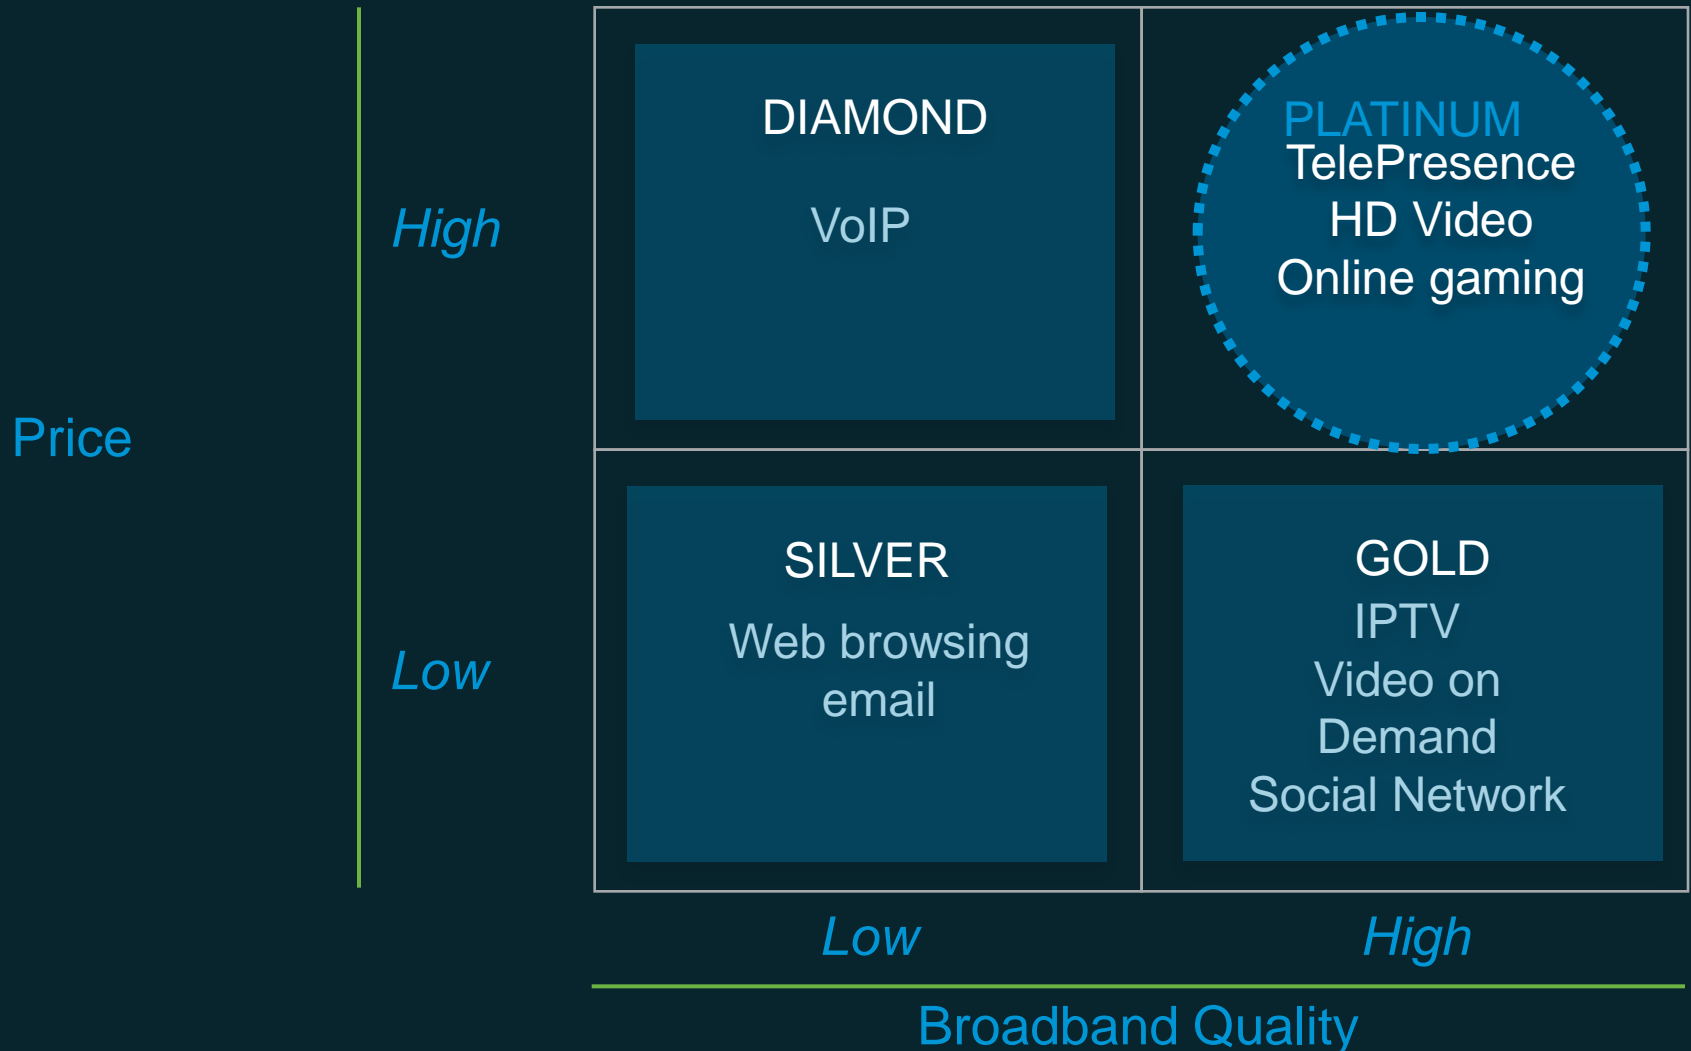 DIAMOND
VoIP
PLATINUM
TelePresence
HD Video
Online gaming
High
Price
SILVER
Web browsing
email
GOLD
IPTV
Video on
Demand
Social Network
Low
Low
High
Broadband Quality